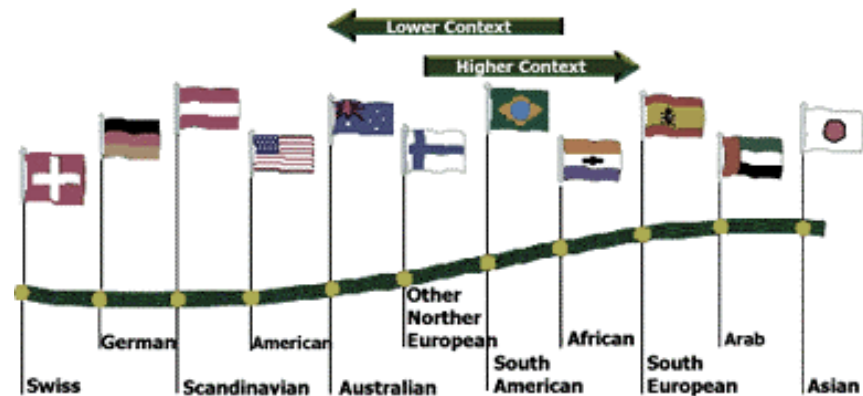 Lower Context
Higher Context
Other
Norther
European
German
American
South
American
African
South
European
Arab
Swiss
Scandinavian
Australian
Asian